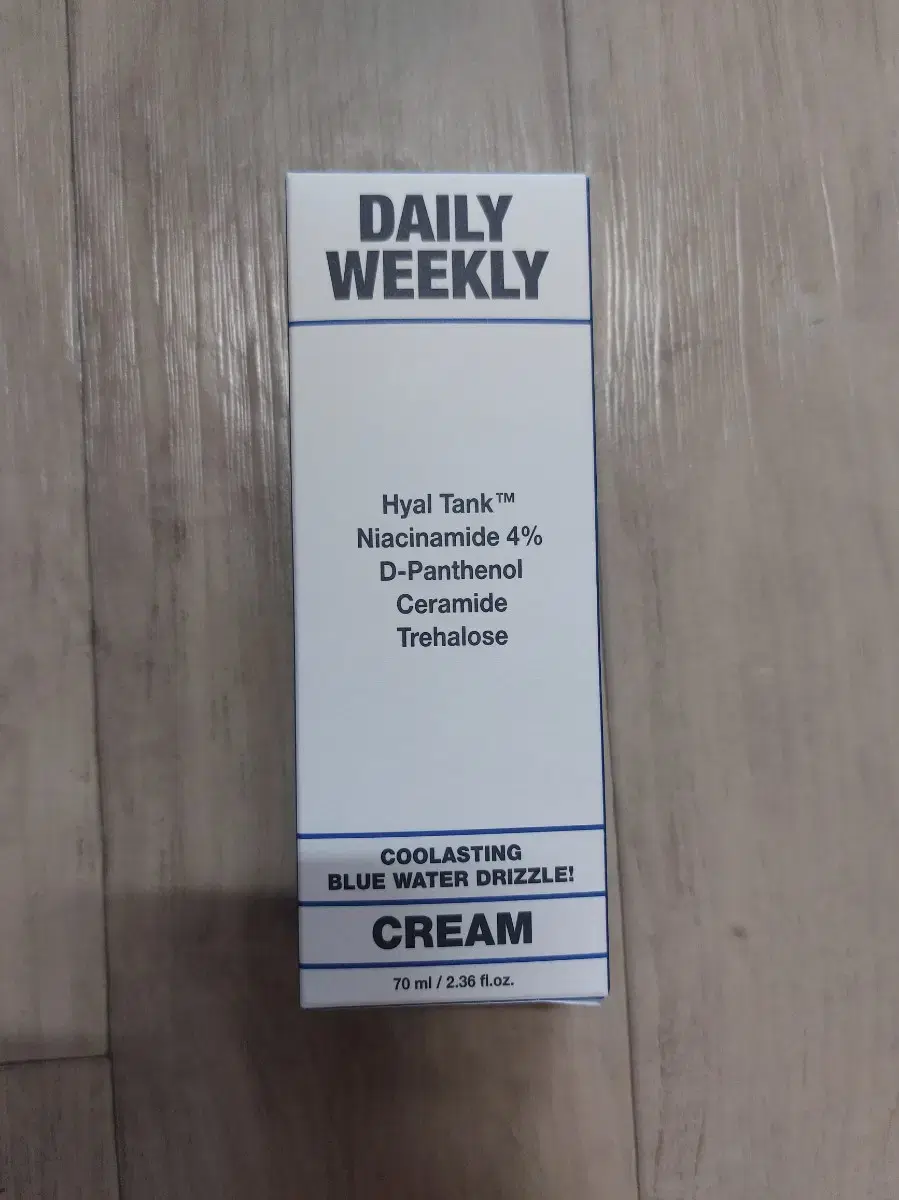 DAILY
WEEKLY
Hyal Tank™
Niacinamide 4%
D-Panthenol
Ceramide
Trehalose
COOLASTING
BLUE WATER DRIZZLE!
CREAM
70 ml / 2.36 fl.oz.